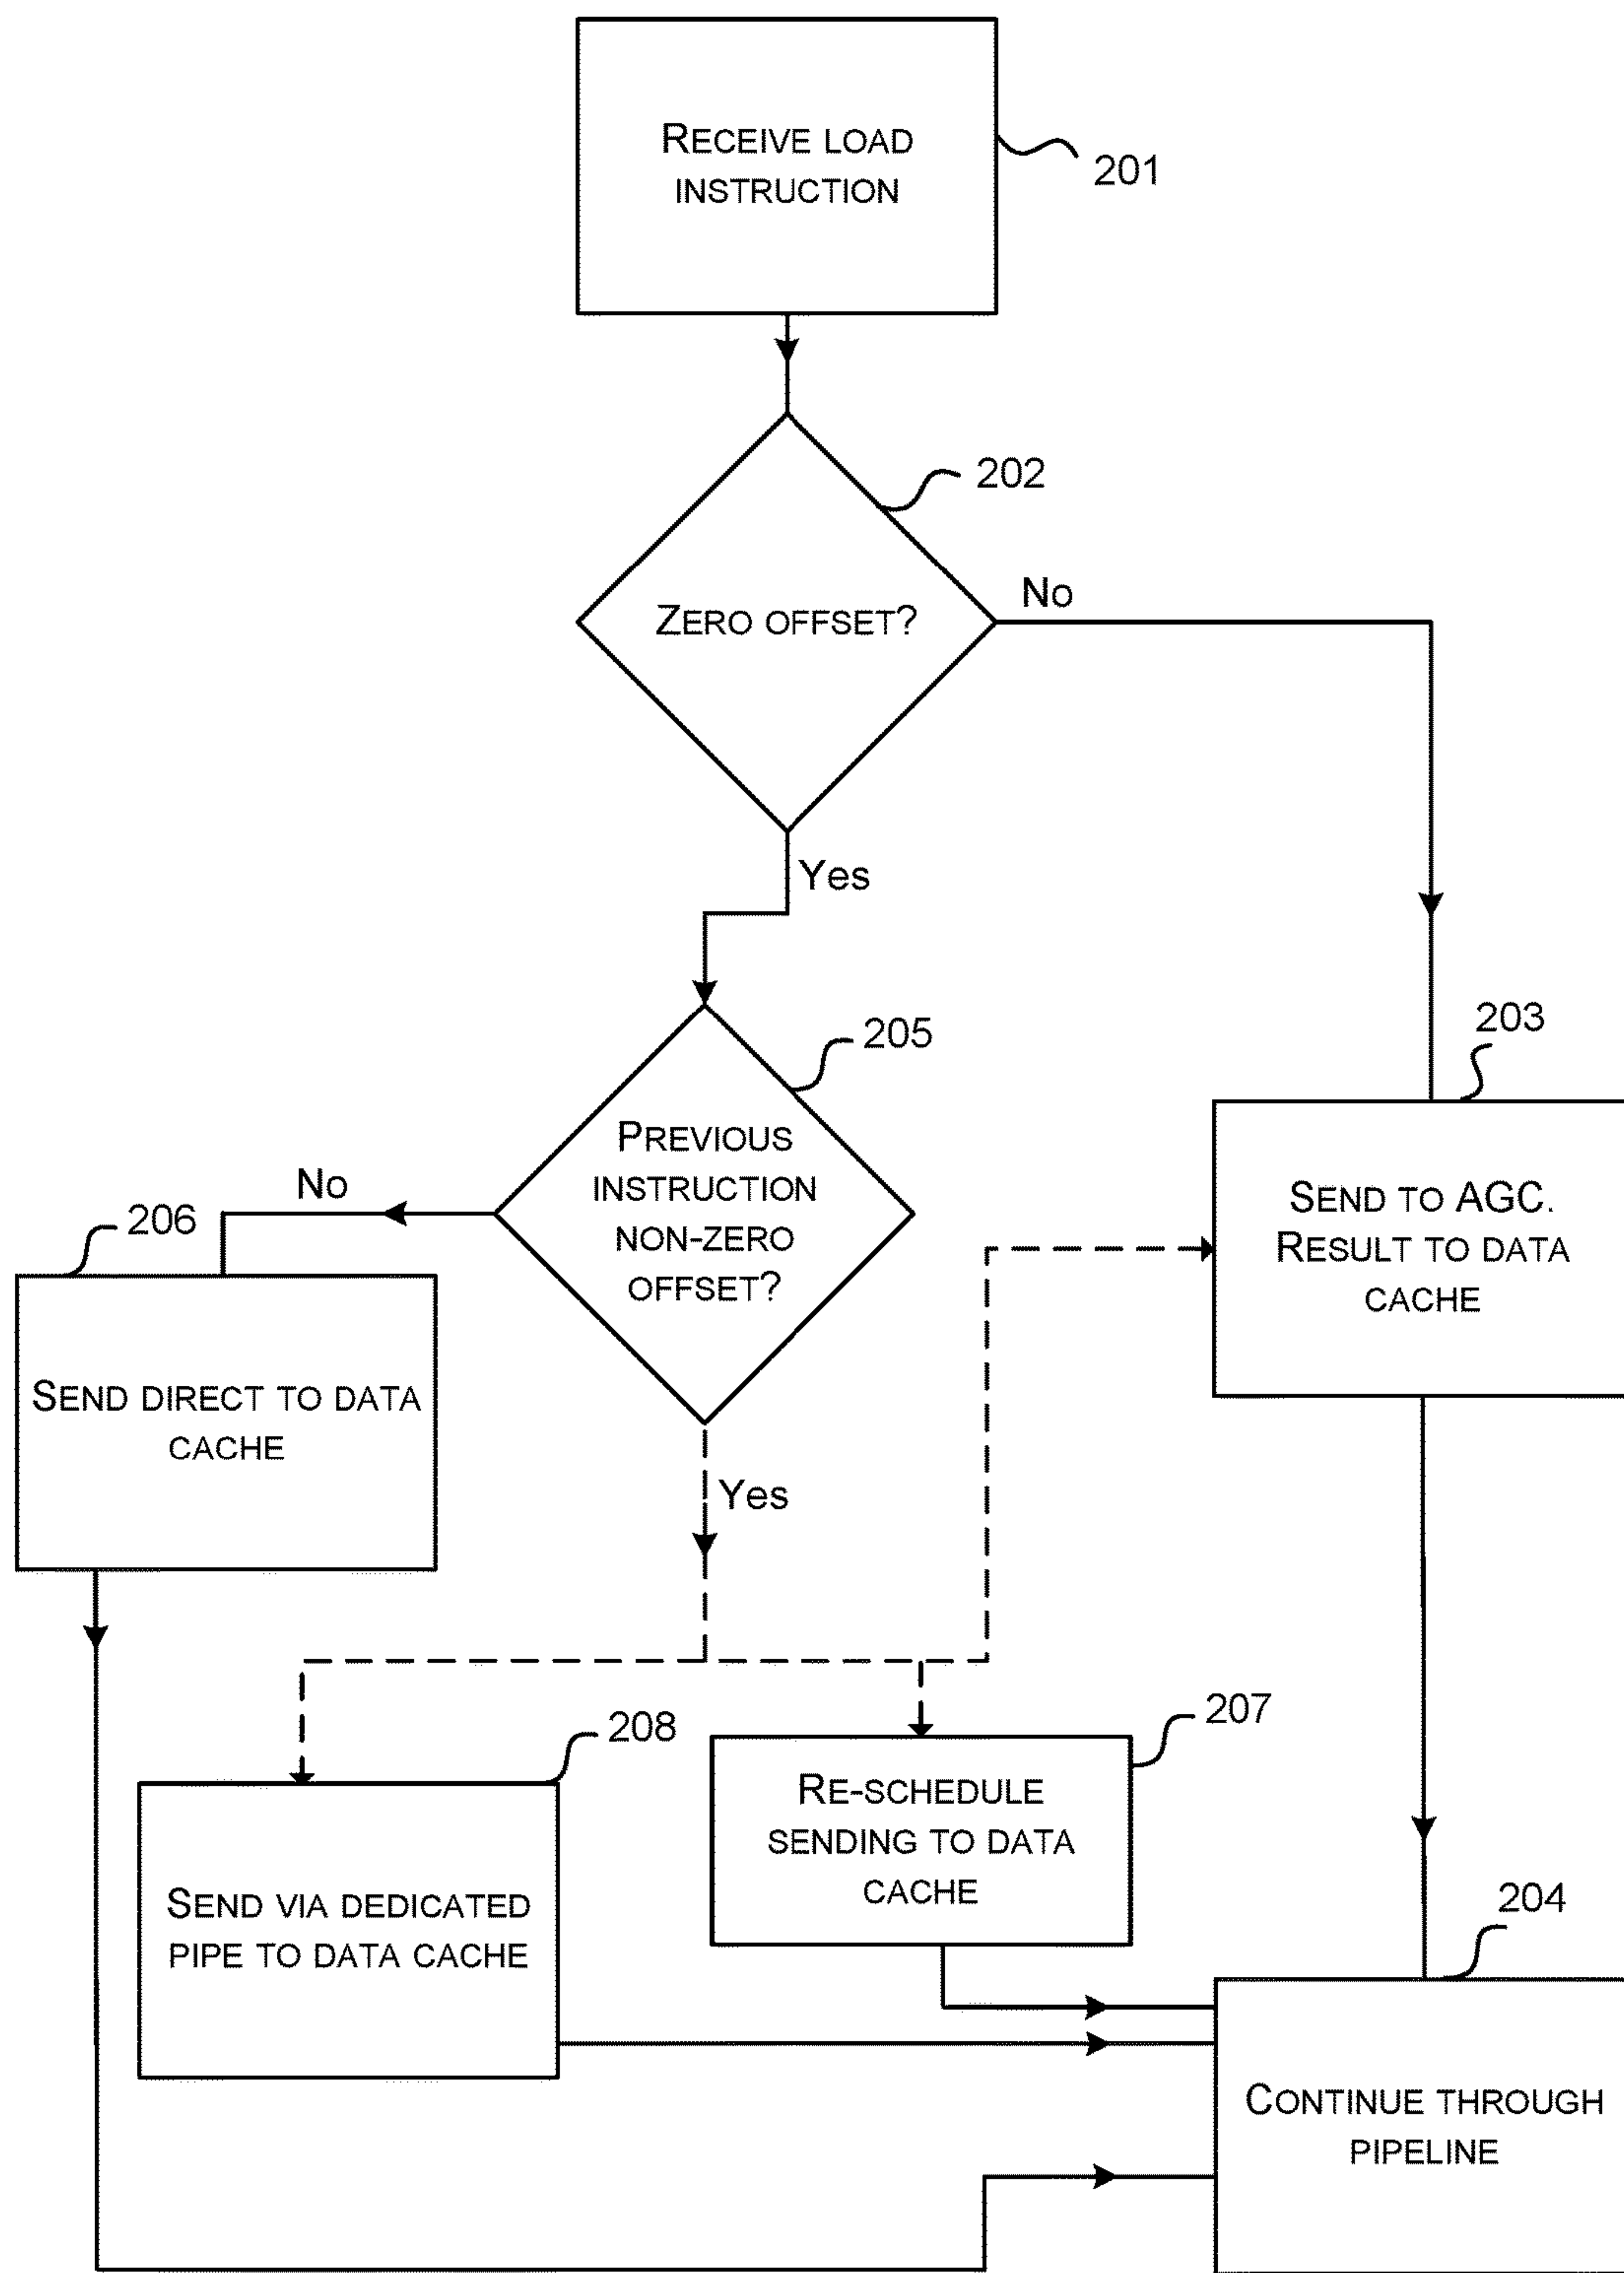 RECEIVE LOAD
INSTRUCTION
201
202
ZERO OFFSET?
No
Yes
203
205
PREVIOUS
INSTRUCTION
NON-ZERO
OFFSET?
No
206
SEND TO AGC.
RESULT TO DATA
CACHE
SEND DIRECT TO DATA
CACHE
Yes
207
208
RE-SCHEDULE
SENDING TO DATA
CACHE
SEND VIA DEDICATED
PIPE TO DATA CACHE
204
CONTINUE THROUGH
PIPELINE